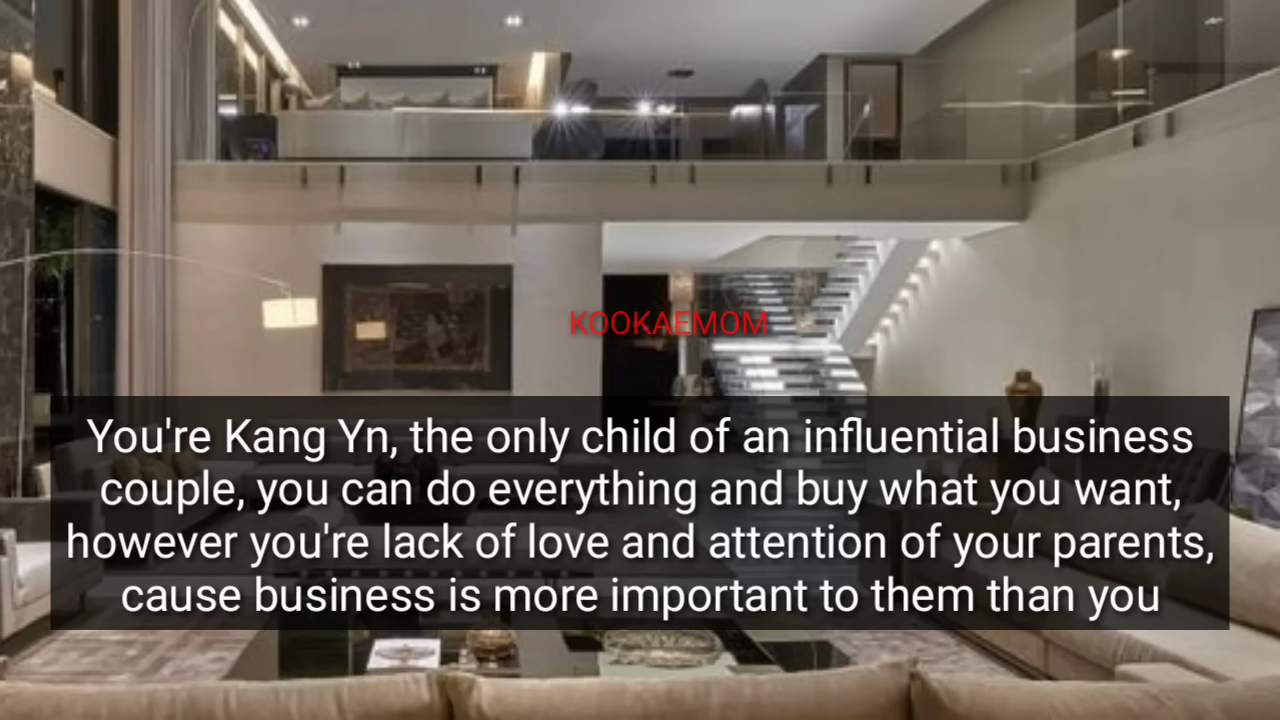 KOOKAEMOM
You're Kang Yn, the only child of an influential business
couple, you can do everything and buy what you want,
however you're lack of love and attention of your parents,
cause business is more important to them than you